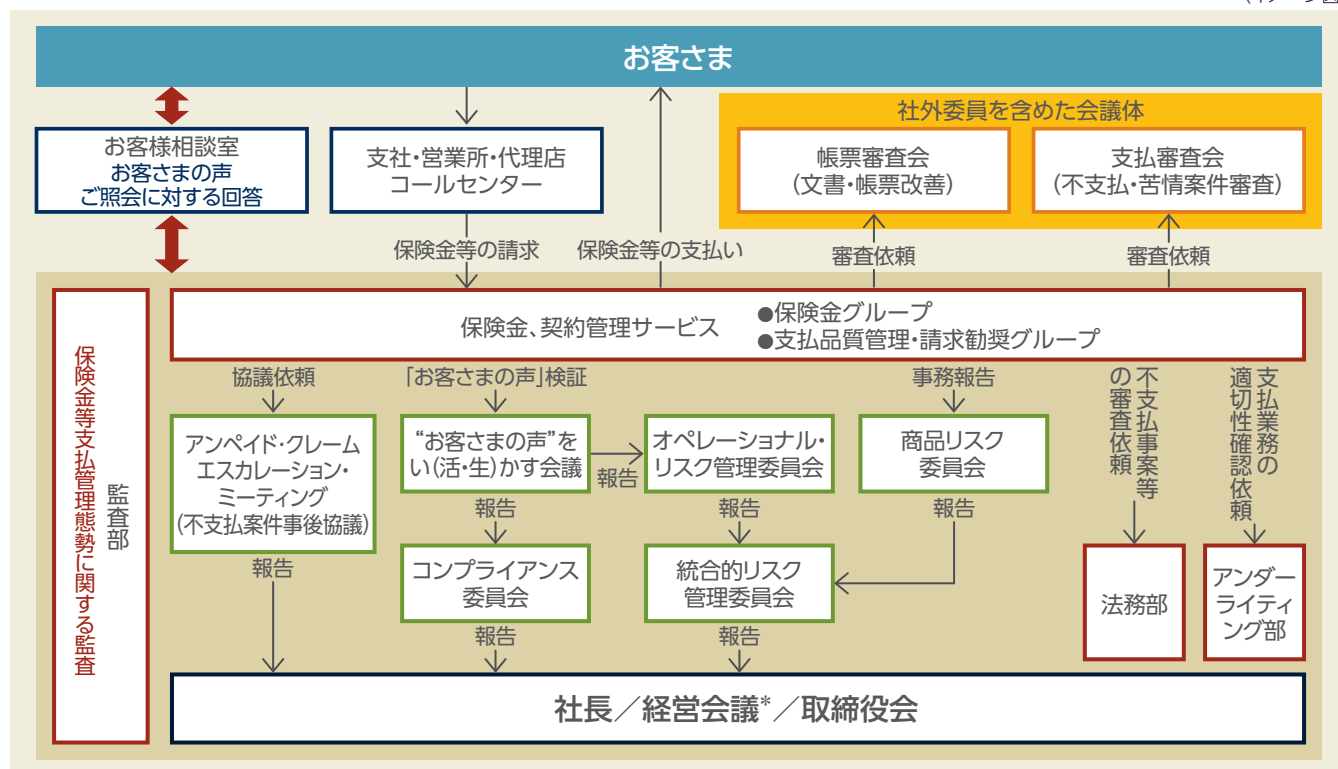 お客さま
お客様相談室
お客さまの声
ご照会に対する回答
支社・営業所・代理店
コールセンター
社外委員を含めた会議体
帳票審査会
(文書・帳票改善)
支払審査会
(不支払・苦情案件審査)
保険金等の請求
保険金等の支払い
審査依頼
審査依頼
監査部
保険金等支払管理態勢に関する監査
保険金、契約管理サービス
●保険金グループ
●支払品質管理・請求勧奨グループ
協議依頼
「お客さまの声」検証
事務報告
不支払事案等
の審査依頼
支払業務の
適切性確認依頼
アンペイド・クレーム
エスカレーション・
ミーティング
(不支払案件事後協議)
“お客さまの声”を
い(活・生)かす会議
報告
オペレーショナル・
リスク管理委員会
商品リスク
委員会
報告
報告
報告
報告
コンプライアンス
委員会
統合的リスク
管理委員会
法務部
アンダー
ライティ
ング部
報告
報告
社長／経営会議*／取締役会